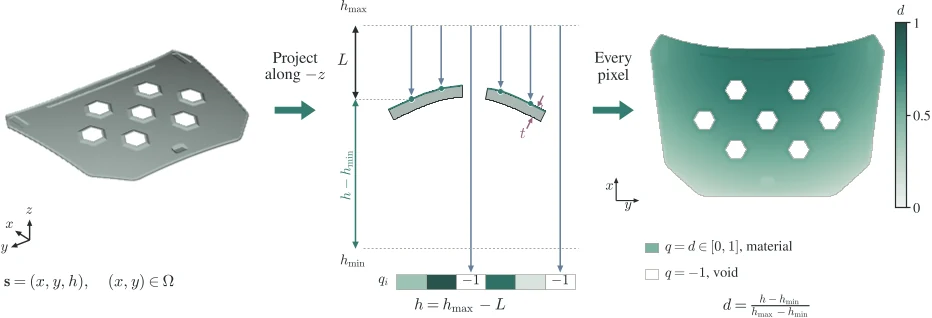 z
x
y
s = (x, y, h), (x, y) ∈ Ω
Project
along −z
h_max
L
t
h − h_min
h_min
q_i
−1
−1
h = h_max − L
Every
pixel
x
y
d
1
0.5
0
q = d ∈ [0, 1], material
q = −1, void
d = (h − h_min) / (h_max − h_min)